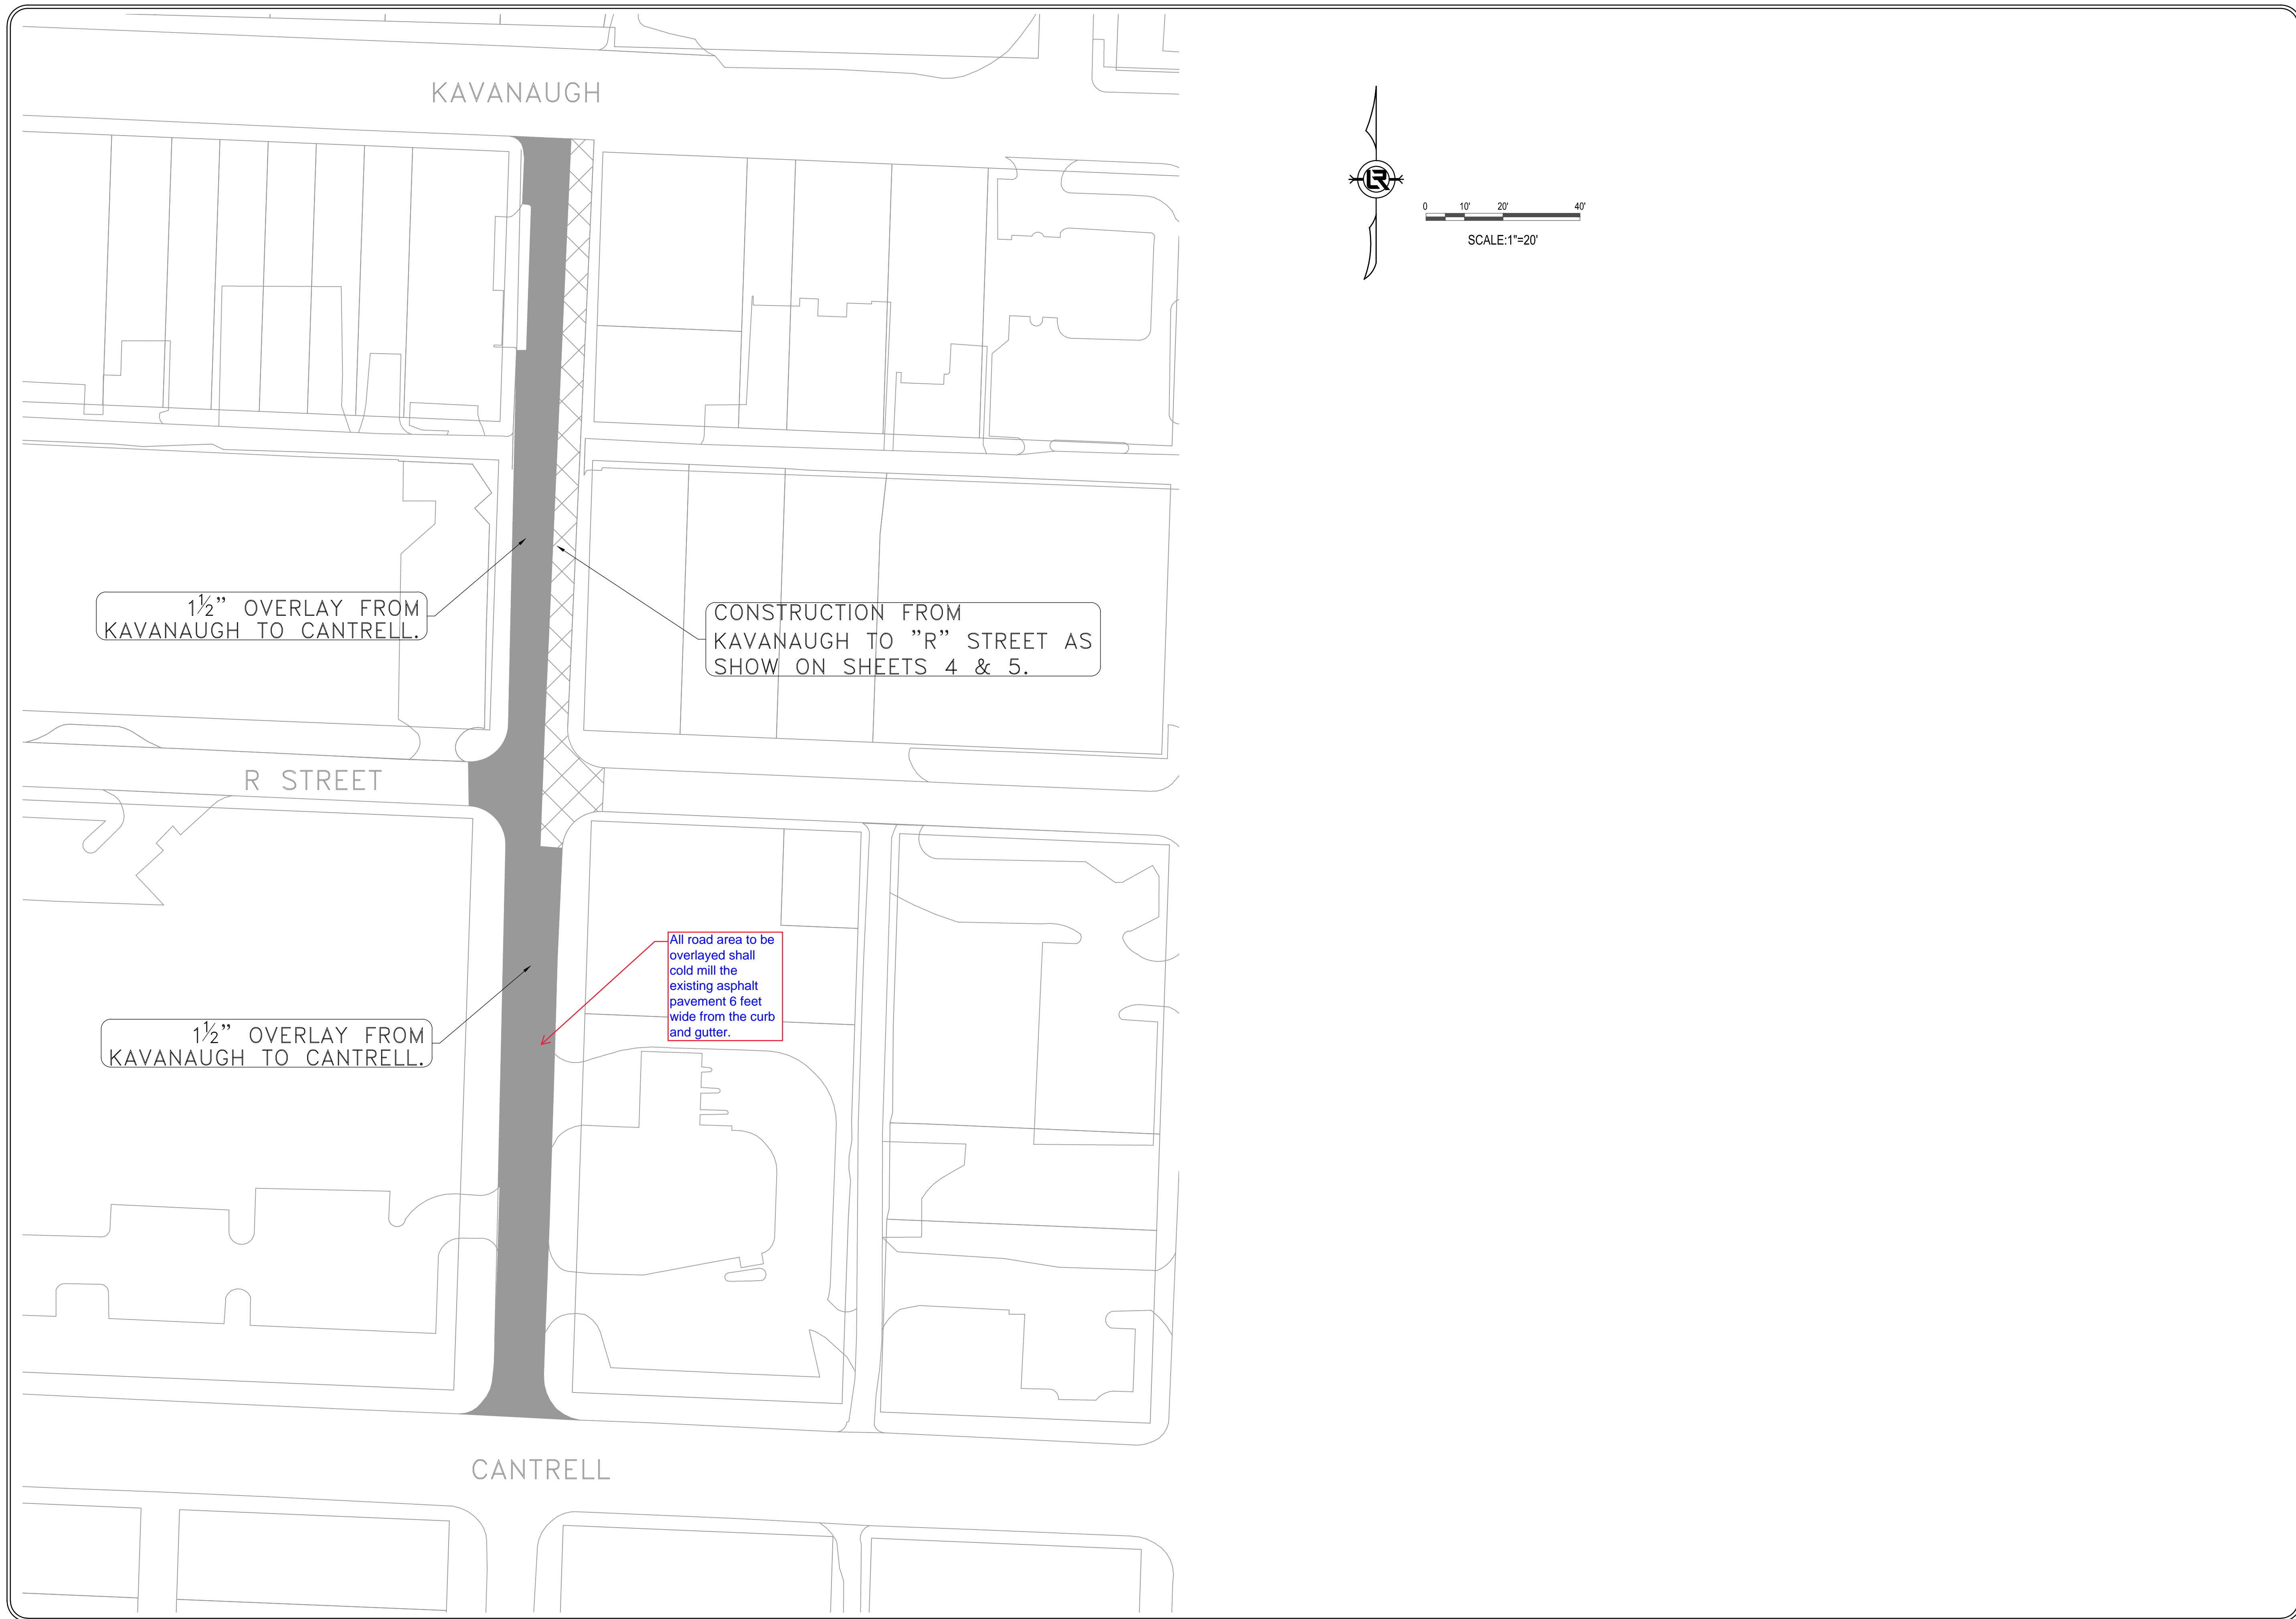 KAVANAUGH
0 10' 20' 40'
SCALE:1"=20'
1½” OVERLAY FROM
KAVANAUGH TO CANTRELL.
CONSTRUCTION FROM
KAVANAUGH TO ”R” STREET AS
SHOW ON SHEETS 4 & 5.
R STREET
All road area to be
overlayed shall
cold mill the
existing asphalt
pavement 6 feet
wide from the curb
and gutter.
1½” OVERLAY FROM
KAVANAUGH TO CANTRELL.
CANTRELL
LR